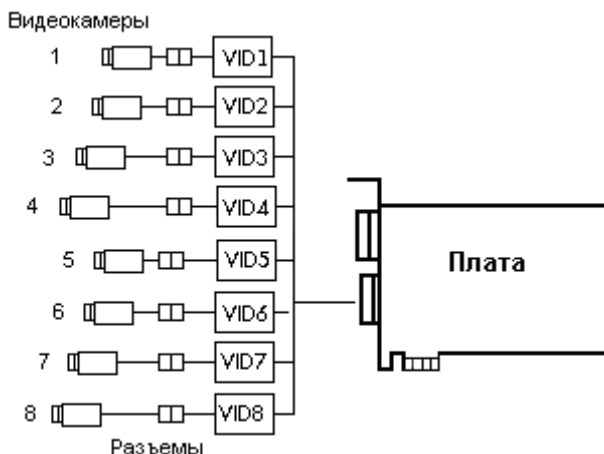 Видеокамеры
1 VID1
2 VID2
3 VID3
4 VID4
5 VID5
6 VID6
7 VID7
8 VID8
Плата
Разъемы